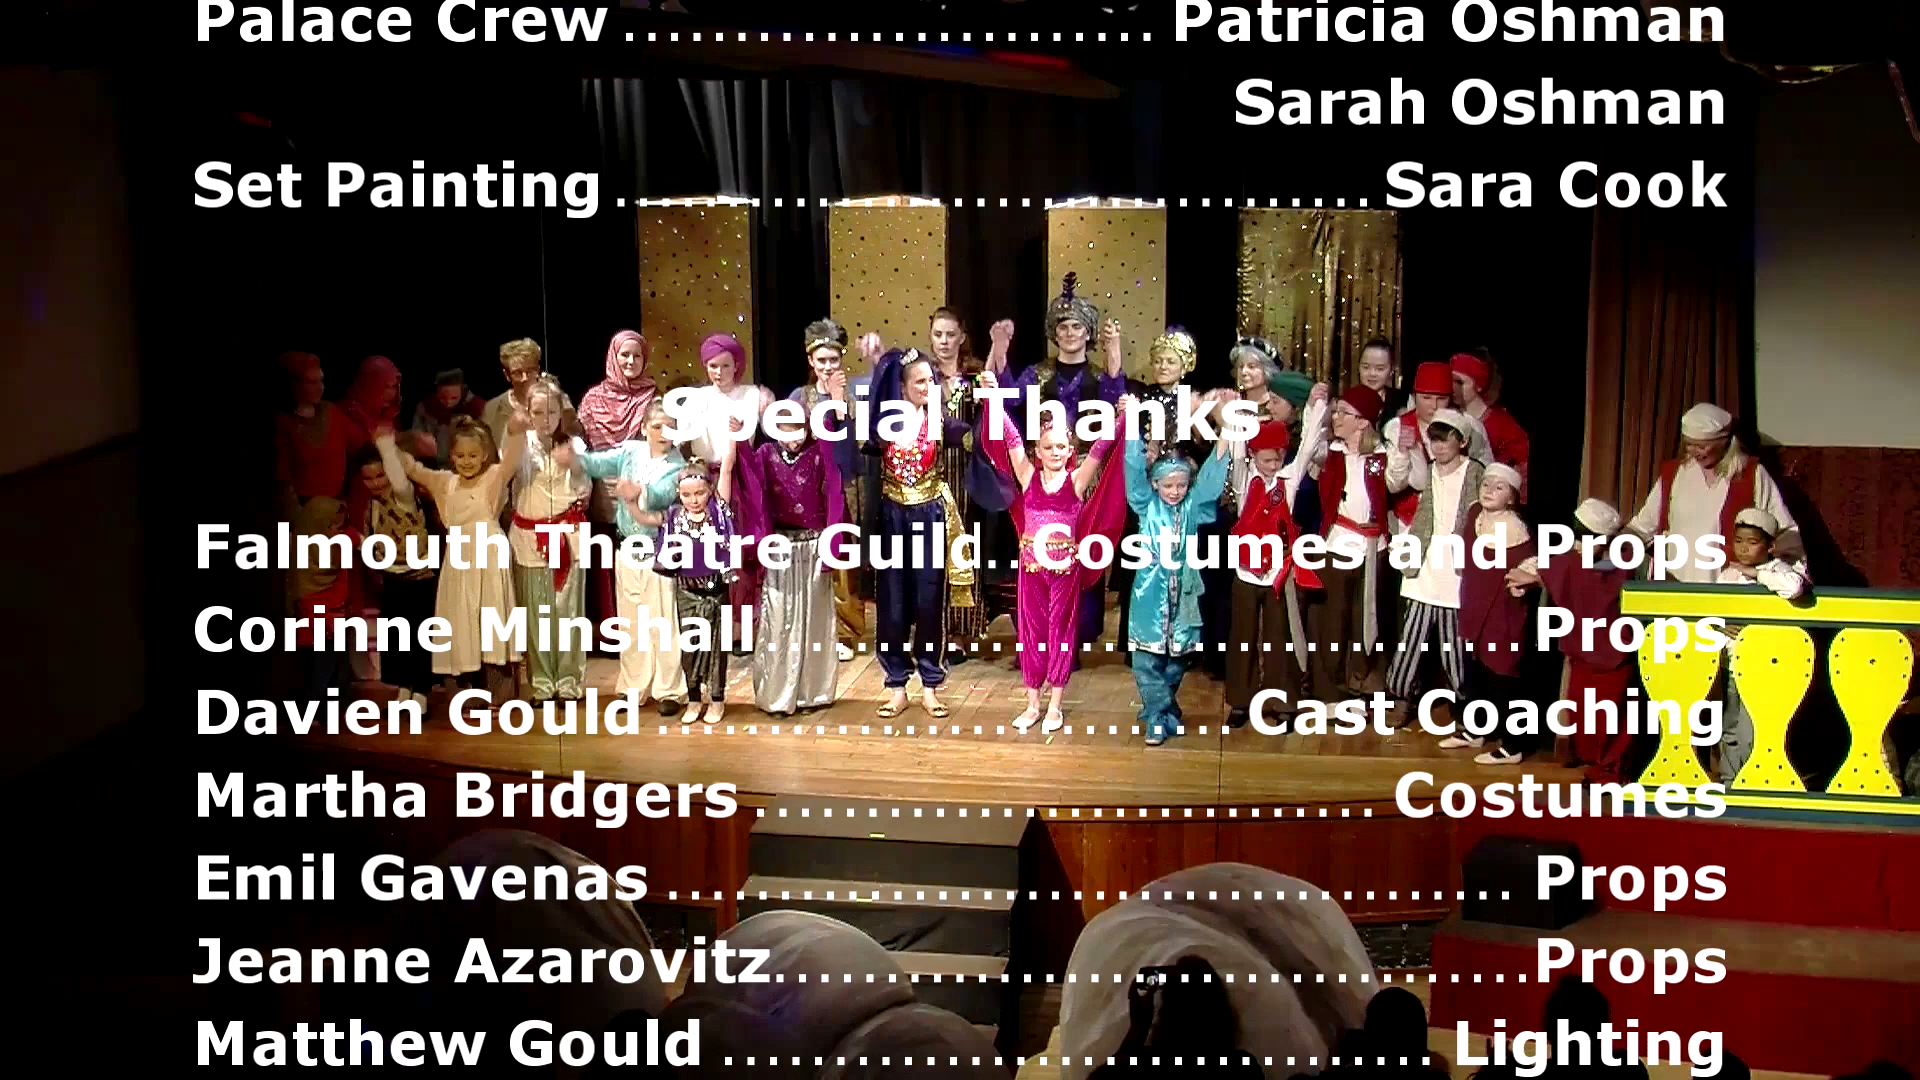 Palace Crew ........................ Patricia Oshman
Sarah Oshman
Set Painting .................................. Sara Cook
Special Thanks
Falmouth Theatre Guild..Costumes and Props
Corinne Minshall..................................Props
Davien Gould .......................... Cast Coaching
Martha Bridgers ............................ Costumes
Emil Gavenas ...................................... Props
Jeanne Azarovitz..................................Props
Matthew Gould ................................ Lighting